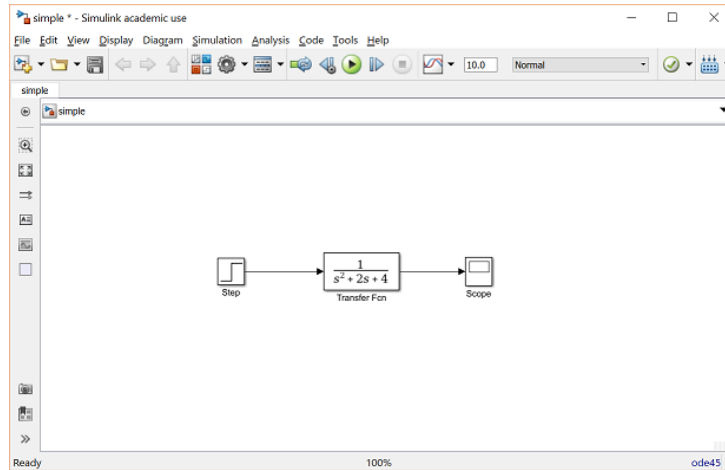 simple * - Simulink academic use
File Edit View Display Diagram Simulation Analysis Code Tools Help
10.0 Normal
simple
simple
1
s² + 2s + 4
Step
Transfer Fcn
Scope
Ready 100% ode45